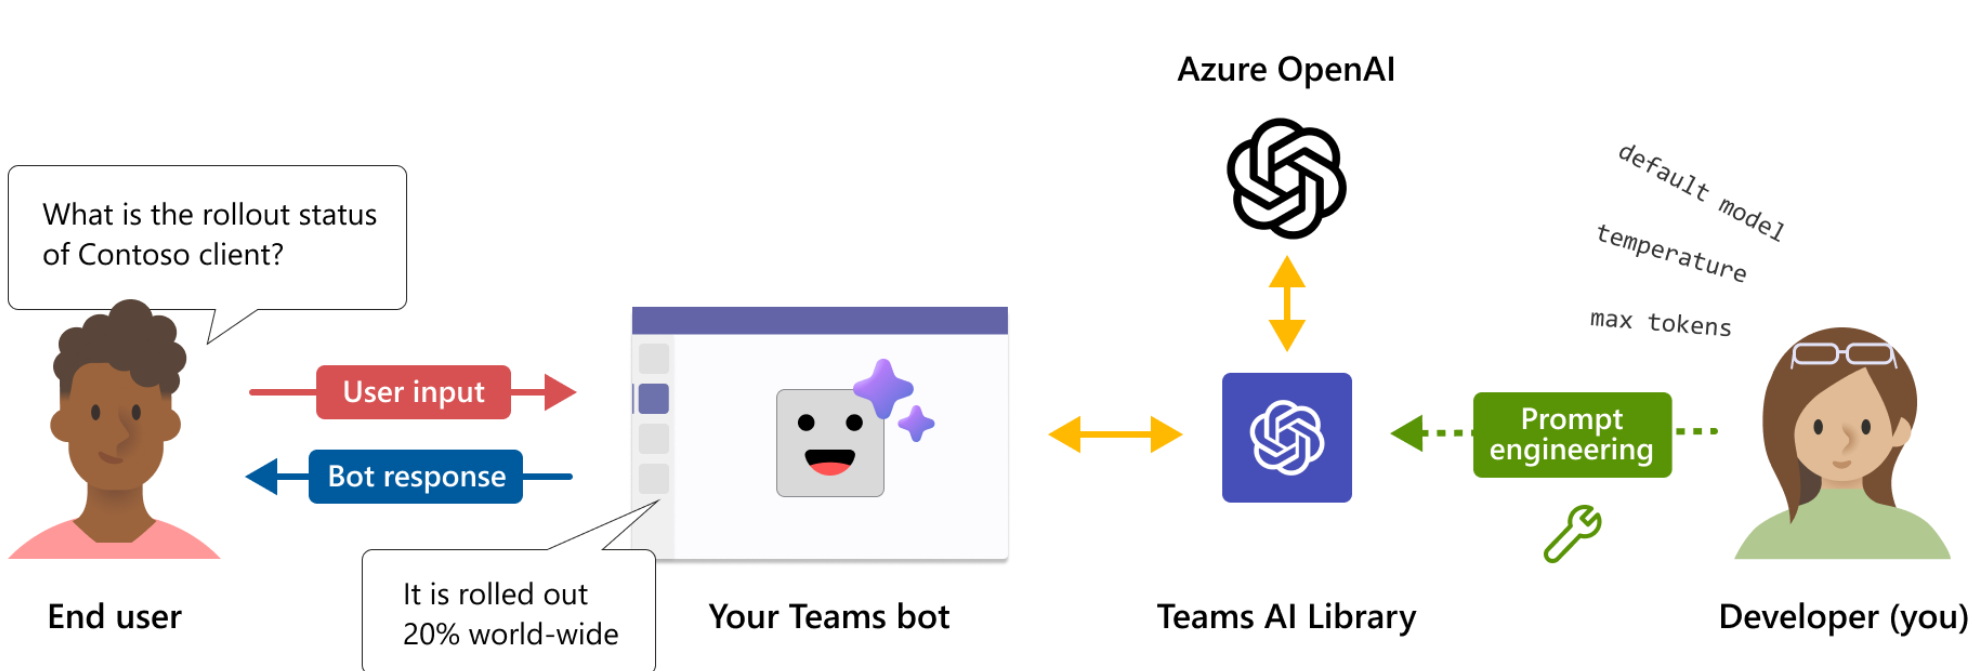 Azure OpenAI
What is the rollout status
of Contoso client?
default model
temperature
max tokens
User input
Bot response
Prompt
engineering
It is rolled out
20% world-wide
End user
Your Teams bot
Teams AI Library
Developer (you)